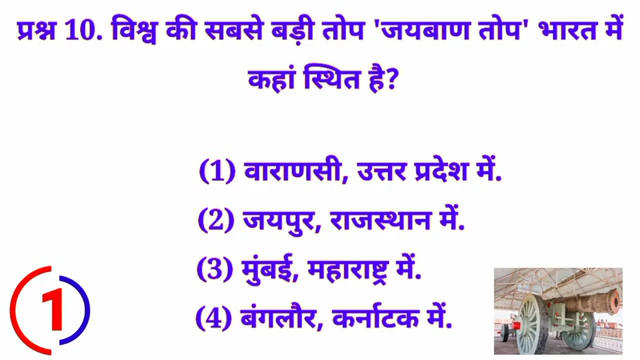 प्रश्न 10. विश्व की सबसे बड़ी तोप 'जयबाण तोप' भारत में
कहां स्थित है?
(1) वाराणसी, उत्तर प्रदेश में.
(2) जयपुर, राजस्थान में.
(3) मुंबई, महाराष्ट्र में.
(4) बंगलौर, कर्नाटक में.
1